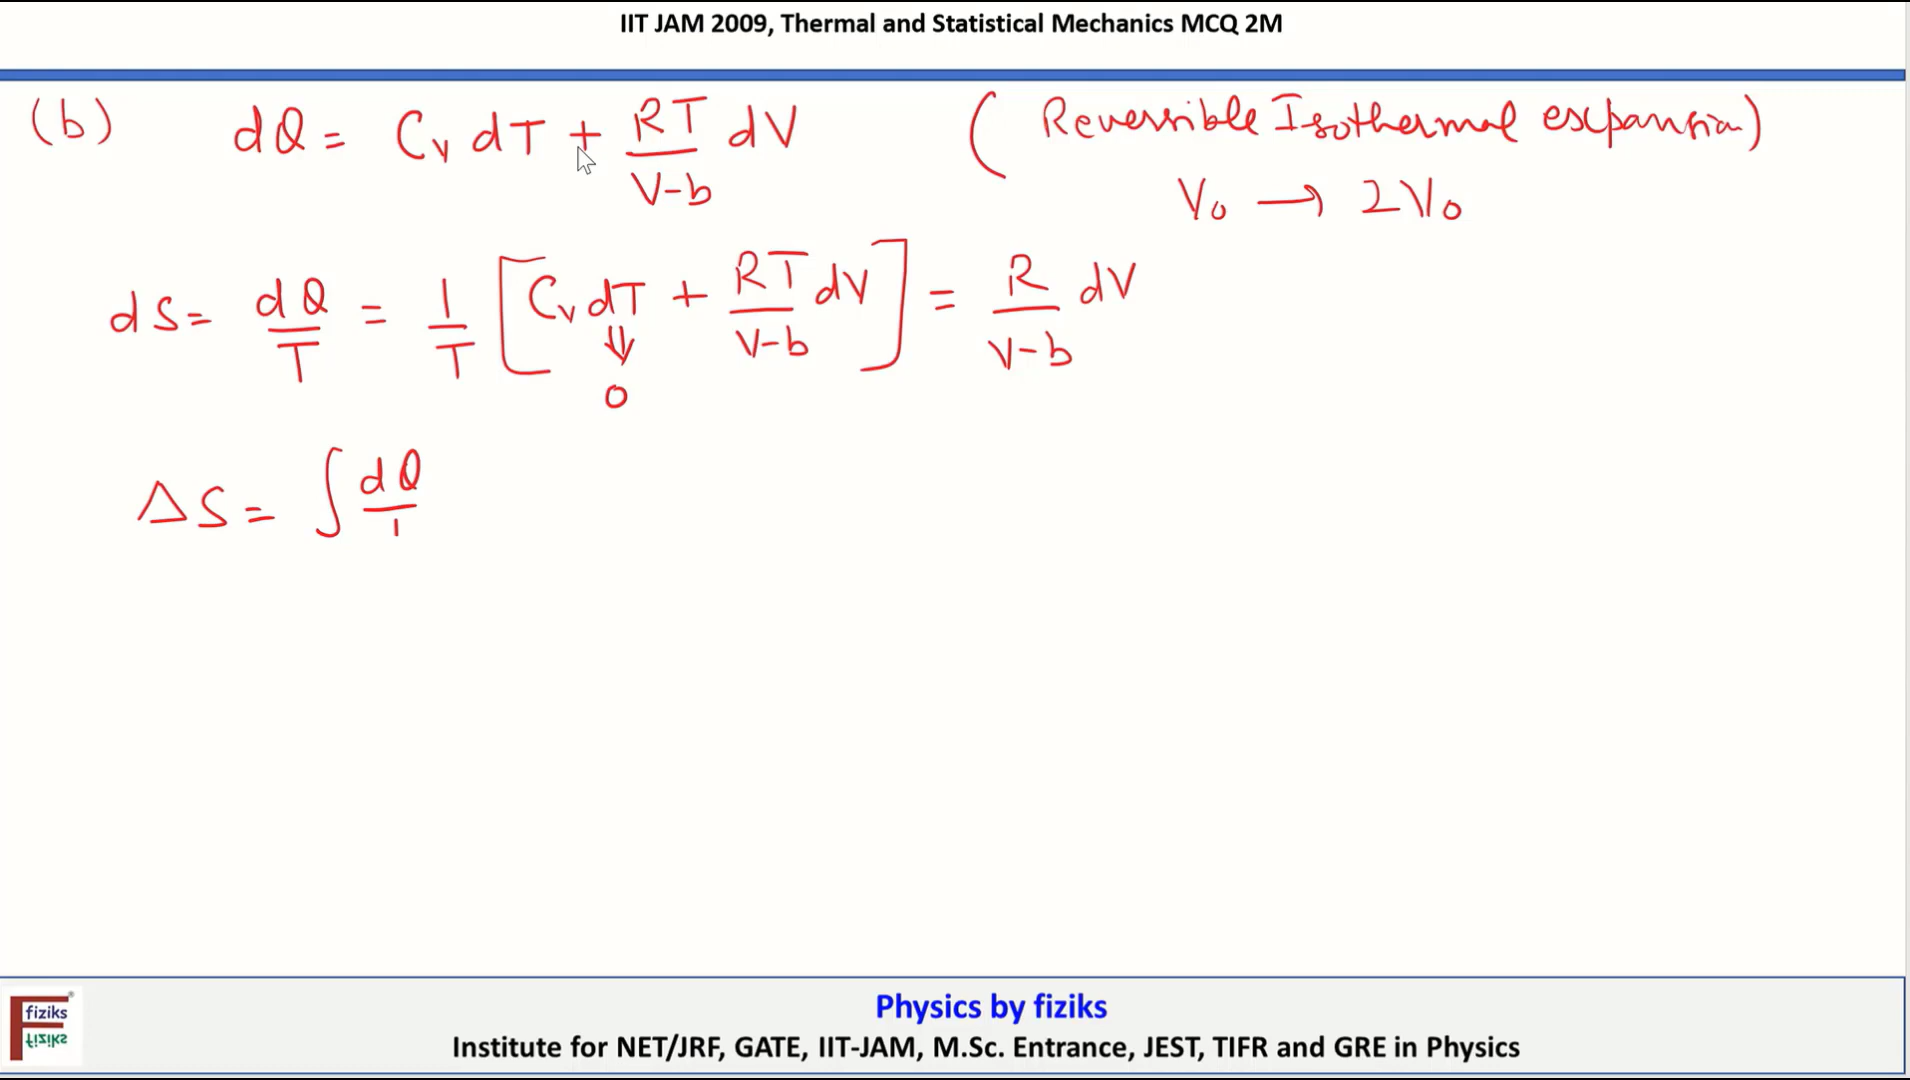 IIT JAM 2009, Thermal and Statistical Mechanics MCQ 2M
(b) dQ = Cv dT + RT/(V-b) dV ( Reversible Isothermal expansion)
V₀ → 2V₀
dS = dQ/T = 1/T [Cv dT + RT/(V-b) dV] = R/(V-b) dV
⇓
0
ΔS = ∫ dQ/
fiziks
Physics by fiziks
Institute for NET/JRF, GATE, IIT-JAM, M.Sc. Entrance, JEST, TIFR and GRE in Physics